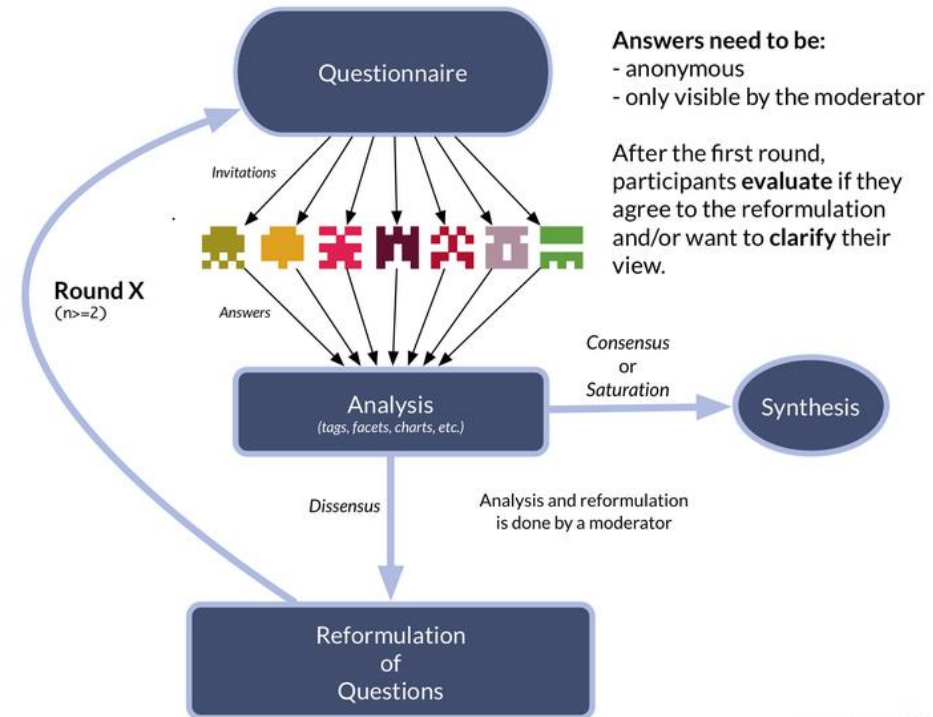 Questionnaire
Answers need to be:
- anonymous
- only visible by the moderator
After the first round,
participants evaluate if they
agree to the reformulation
and/or want to clarify their
view.
Invitations
Round X
(n>=2)
Answers
Consensus
or
Saturation
Analysis
(tags, facets, charts, etc.)
Synthesis
Dissensus
Analysis and reformulation
is done by a moderator
Reformulation
of
Questions